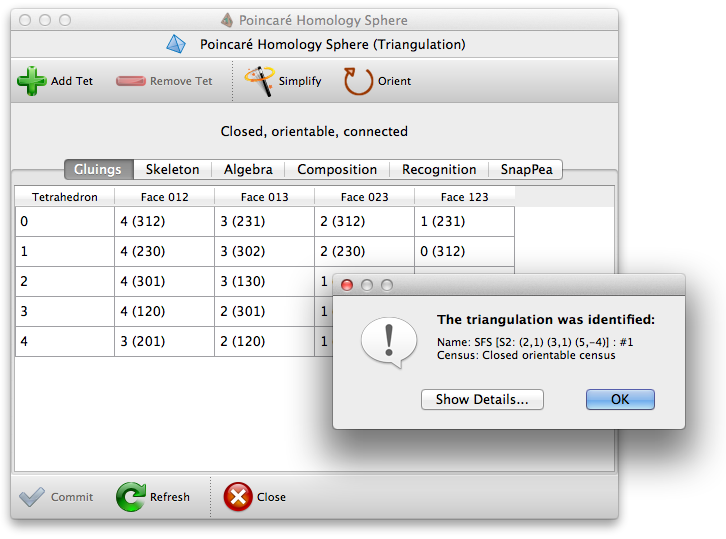 Poincaré Homology Sphere
Poincaré Homology Sphere (Triangulation)
Add Tet Remove Tet Simplify Orient
Closed, orientable, connected
Gluings Skeleton Algebra Composition Recognition SnapPea
Tetrahedron Face 012 Face 013 Face 023 Face 123
0 4 (312) 3 (231) 2 (312) 1 (231)
1 4 (230) 3 (302) 2 (230) 0 (312)
2 4 (301) 3 (130) 1
3 4 (120) 2 (301) 1
4 3 (201) 2 (120) 1
The triangulation was identified:
Name: SFS [S2: (2,1) (3,1) (5,-4)] : #1
Census: Closed orientable census
Show Details... OK
Commit Refresh Close